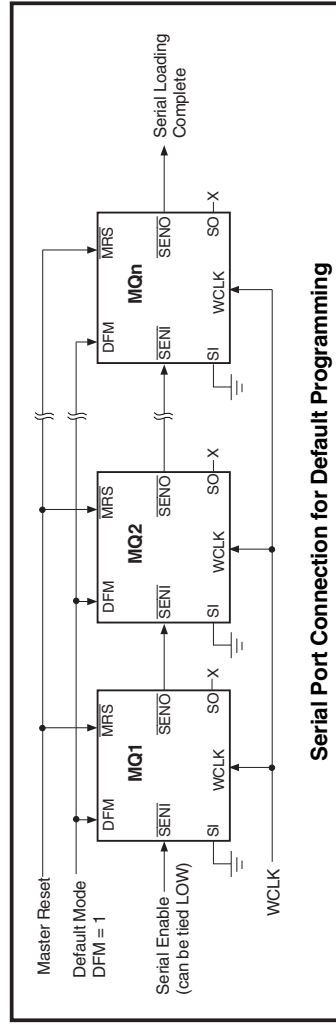 Master Reset
Default Mode
DFM = 1
DFM
MRS
MQ1
SENI
SENO
SI
WCLK
SO
X
DFM
MRS
MQ2
SENI
SENO
SI
WCLK
SO
X
DFM
MRS
MQn
SENI
SENO
SI
WCLK
SO
X
Serial Enable
(can be tied LOW)
Serial Loading
Complete
WCLK
Serial Port Connection for Default Programming